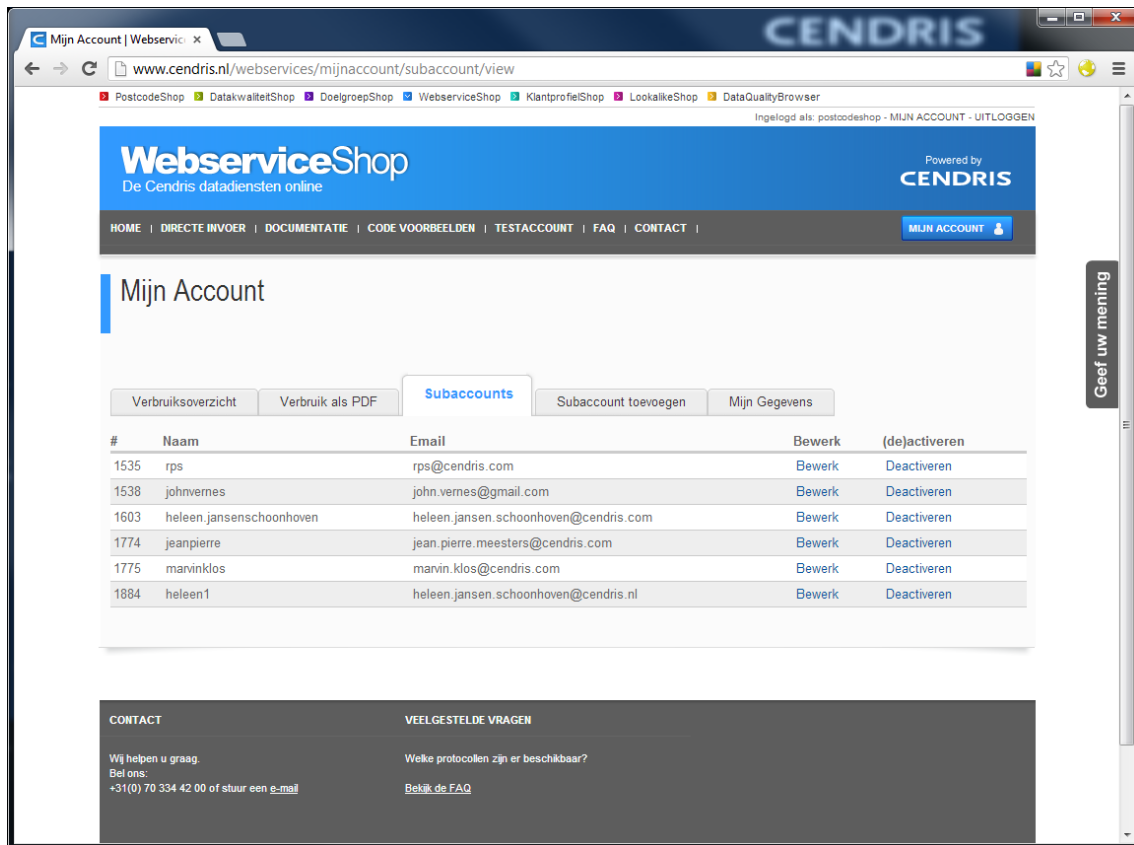 CENDRIS
Mijn Account | Webservic
www.cendris.nl/webservices/mijnaccount/subaccount/view
PostcodeShop DatakwaliteitShop DoelgroepShop WebserviceShop KlantprofielShop LookalikeShop DataQualityBrowser
Ingelogd als: postcodeshop - MIJN ACCOUNT - UITLOGGEN
WebserviceShop
De Cendris datadiensten online
Powered by
CENDRIS
HOME | DIRECTE INVOER | DOCUMENTATIE | CODE VOORBEELDEN | TESTACCOUNT | FAQ | CONTACT |
MIJN ACCOUNT
Mijn Account
Geef uw mening
Verbruiksoverzicht Verbruik als PDF Subaccounts Subaccount toevoegen Mijn Gegevens
# Naam Email Bewerk (de)activeren
1535 rps rps@cendris.com Bewerk Deactiveren
1538 johnvernes john.vernes@gmail.com Bewerk Deactiveren
1603 heleen.jansenschoonhoven heleen.jansen.schoonhoven@cendris.com Bewerk Deactiveren
1774 jeanpierre jean.pierre.meesters@cendris.com Bewerk Deactiveren
1775 marvinklos marvin.klos@cendris.com Bewerk Deactiveren
1884 heleen1 heleen.jansen.schoonhoven@cendris.nl Bewerk Deactiveren
CONTACT
Wij helpen u graag.
Bel ons:
+31(0) 70 334 42 00 of stuur een e-mail
VEELGESTELDE VRAGEN
Welke protocollen zijn er beschikbaar?
Bekijk de FAQ